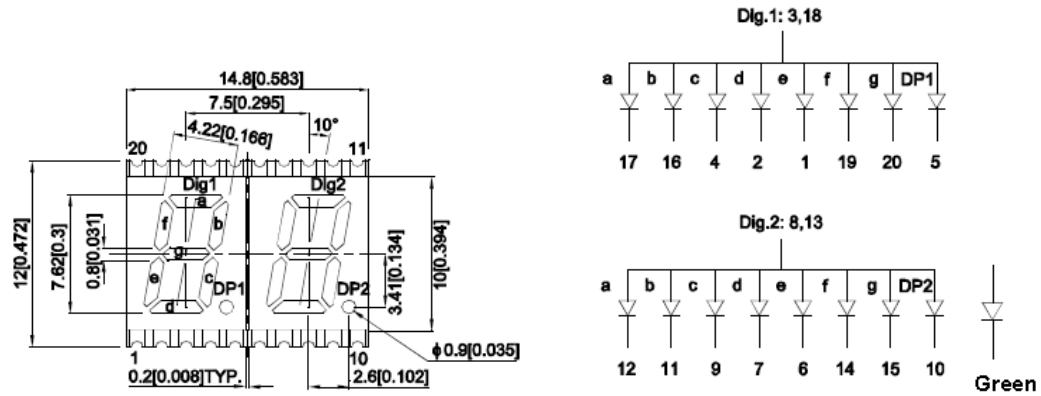 14.8[0.583]
7.5[0.295]
4.22[0.166]
10°
20
11
Dig1
Dig2
a
f
b
g
e
c
d
DP1
DP2
12[0.472]
7.62[0.3]
0.8[0.031]
3.41[0.134]
10[0.394]
1
10
ϕ0.9[0.035]
0.2[0.008]TYP.
2.6[0.102]
Dig.1: 3,18
a b c d e f g DP1
17 16 4 2 1 19 20 5
Dig.2: 8,13
a b c d e f g DP2
12 11 9 7 6 14 15 10
Green